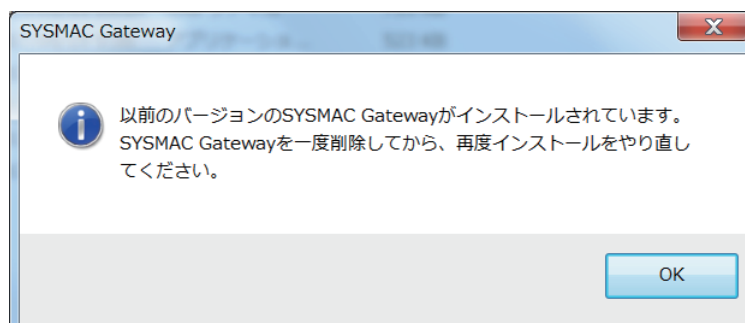 SYSMAC Gateway
以前のバージョンのSYSMAC Gatewayがインストールされています。
SYSMAC Gatewayを一度削除してから、再度インストールをやり直し
てください。
OK